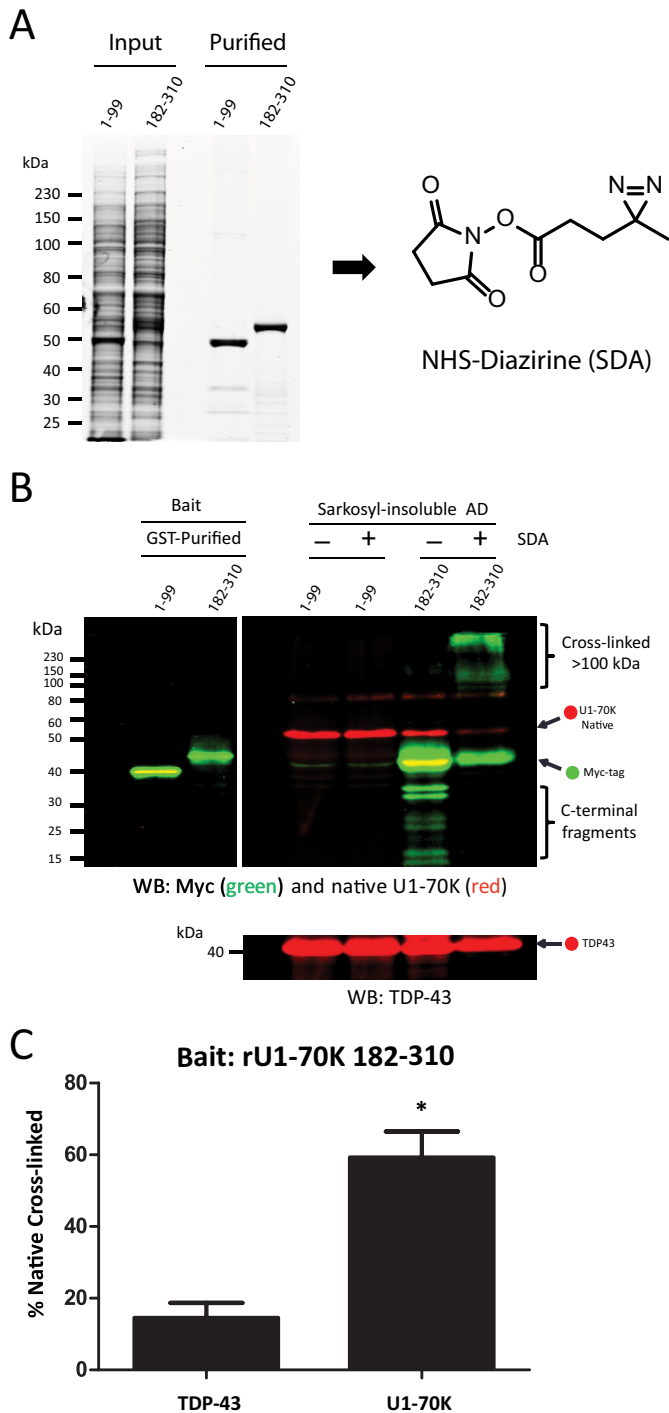 A
Input Purified
1-99 182-310 1-99 182-310
kDa
230
150
100
80
60
50
40
30
25
O
N
O
O
O
N=N
NHS-Diazirine (SDA)
B
Bait
GST-Purified
Sarkosyl-insoluble AD
– + – + SDA
1-99 182-310 1-99 1-99 182-310 182-310
kDa
230
150
100
80
60
50
40
30
25
15
Cross-linked
>100 kDa
U1-70K
Native
Myc-tag
C-terminal
fragments
WB: Myc (green) and native U1-70K (red)
kDa
40
TDP43
WB: TDP-43
C
Bait: rU1-70K 182-310
% Native Cross-linked
80
60
40
20
0
*
TDP-43 U1-70K